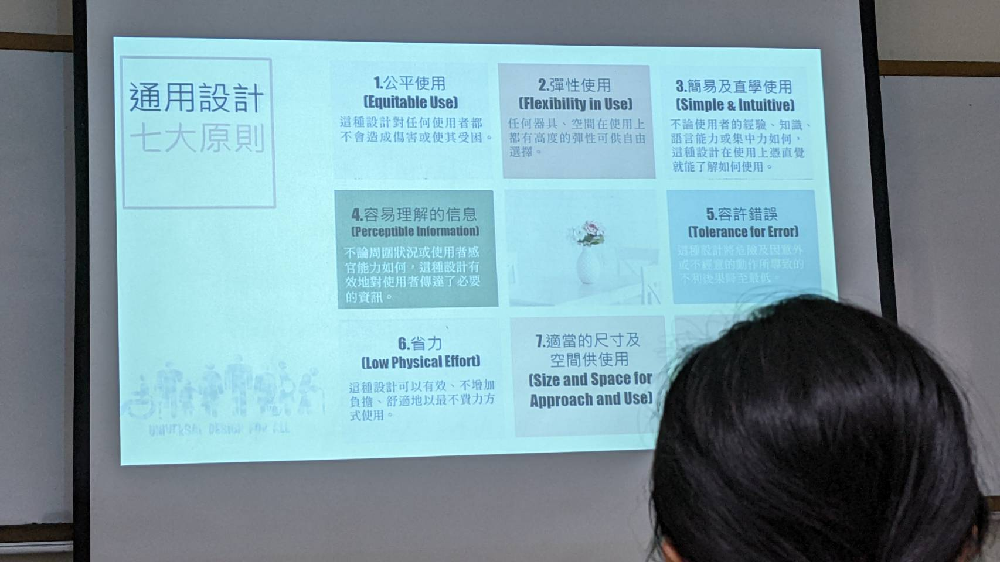 通用設計
七大原則
1.公平使用
(Equitable Use)
這種設計對任何使用者都
不會造成傷害或使其受困。
2.彈性使用
(Flexibility in Use)
任何器具、空間在使用上
都有高度的彈性可供自由
選擇。
3.簡易及直學使用
(Simple & Intuitive)
不論使用者的經驗、知識、
語言能力或集中力如何，
這種設計在使用上憑直覺
就能了解如何使用。
4.容易理解的信息
(Perceptible Information)
不論周圍狀況或使用者感
官能力如何，這種設計有
效地對使用者傳達了必要
的資訊。
5.容許錯誤
(Tolerance for Error)
這種設計將危險及因意外
或不經意的動作所導致的
不利後果降至最低。
6.省力
(Low Physical Effort)
這種設計可以有效、不增加
負擔、舒適地以最不費力方
式使用。
7.適當的尺寸及
空間供使用
(Size and Space for
Approach and Use)
UNIVERSAL DESIGN FOR ALL